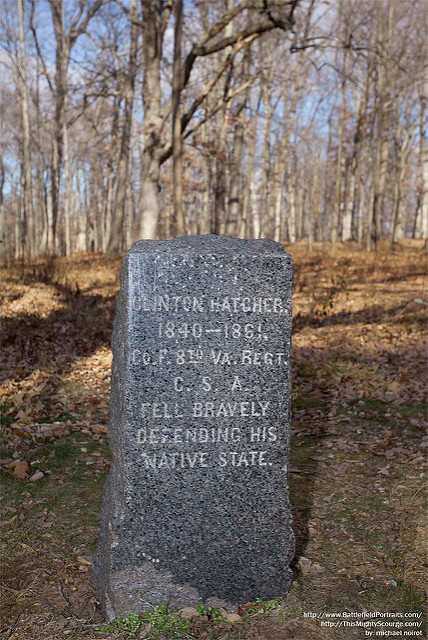 CLINTON HATCHER.
1840—1861.
CO. F. 8TH VA. REGT.
C. S. A.
FELL BRAVELY
DEFENDING HIS
NATIVE STATE.
http://www.BattlefieldPortraits.com/
http://ThisMightyScourge.com/
by: michael noirot